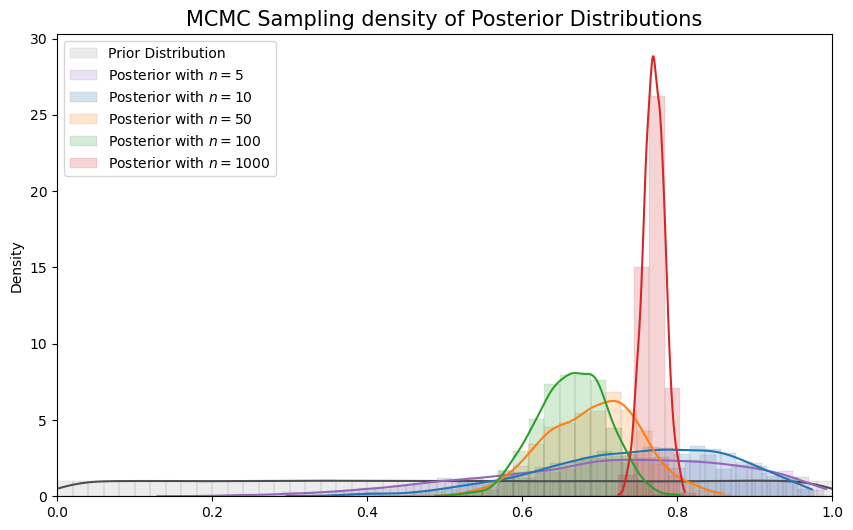 MCMC Sampling density of Posterior Distributions
30
25
20
15
10
5
0
Density
Prior Distribution
Posterior with n = 5
Posterior with n = 10
Posterior with n = 50
Posterior with n = 100
Posterior with n = 1000
0.0 0.2 0.4 0.6 0.8 1.0